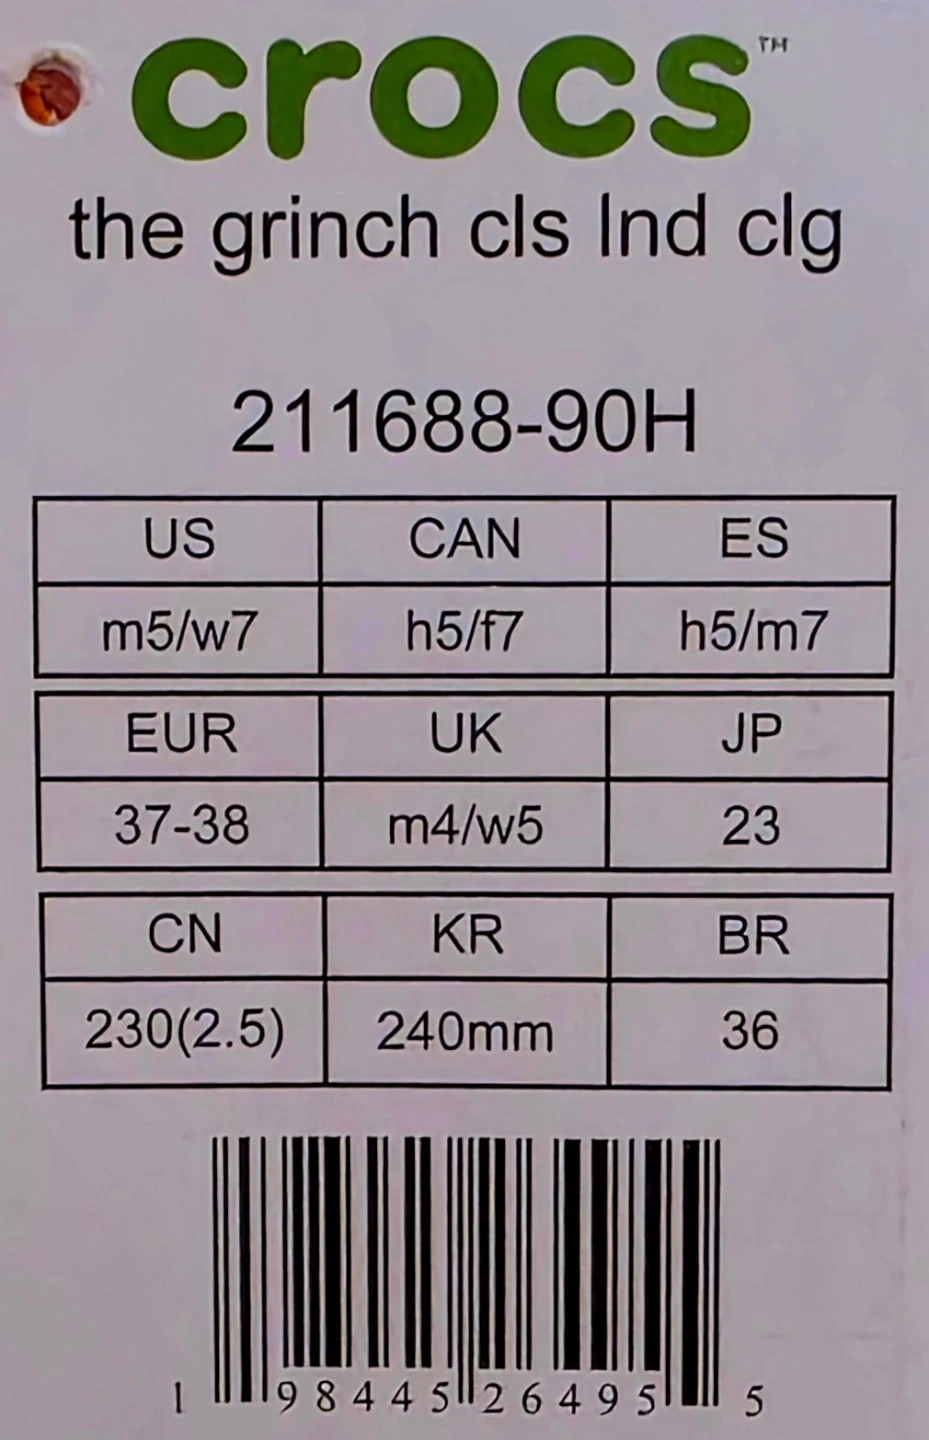 crocs™
the grinch cls lnd clg
211688-90H
US CAN ES
m5/w7 h5/f7 h5/m7
EUR UK JP
37-38 m4/w5 23
CN KR BR
230(2.5) 240mm 36
1 98445 26495 5